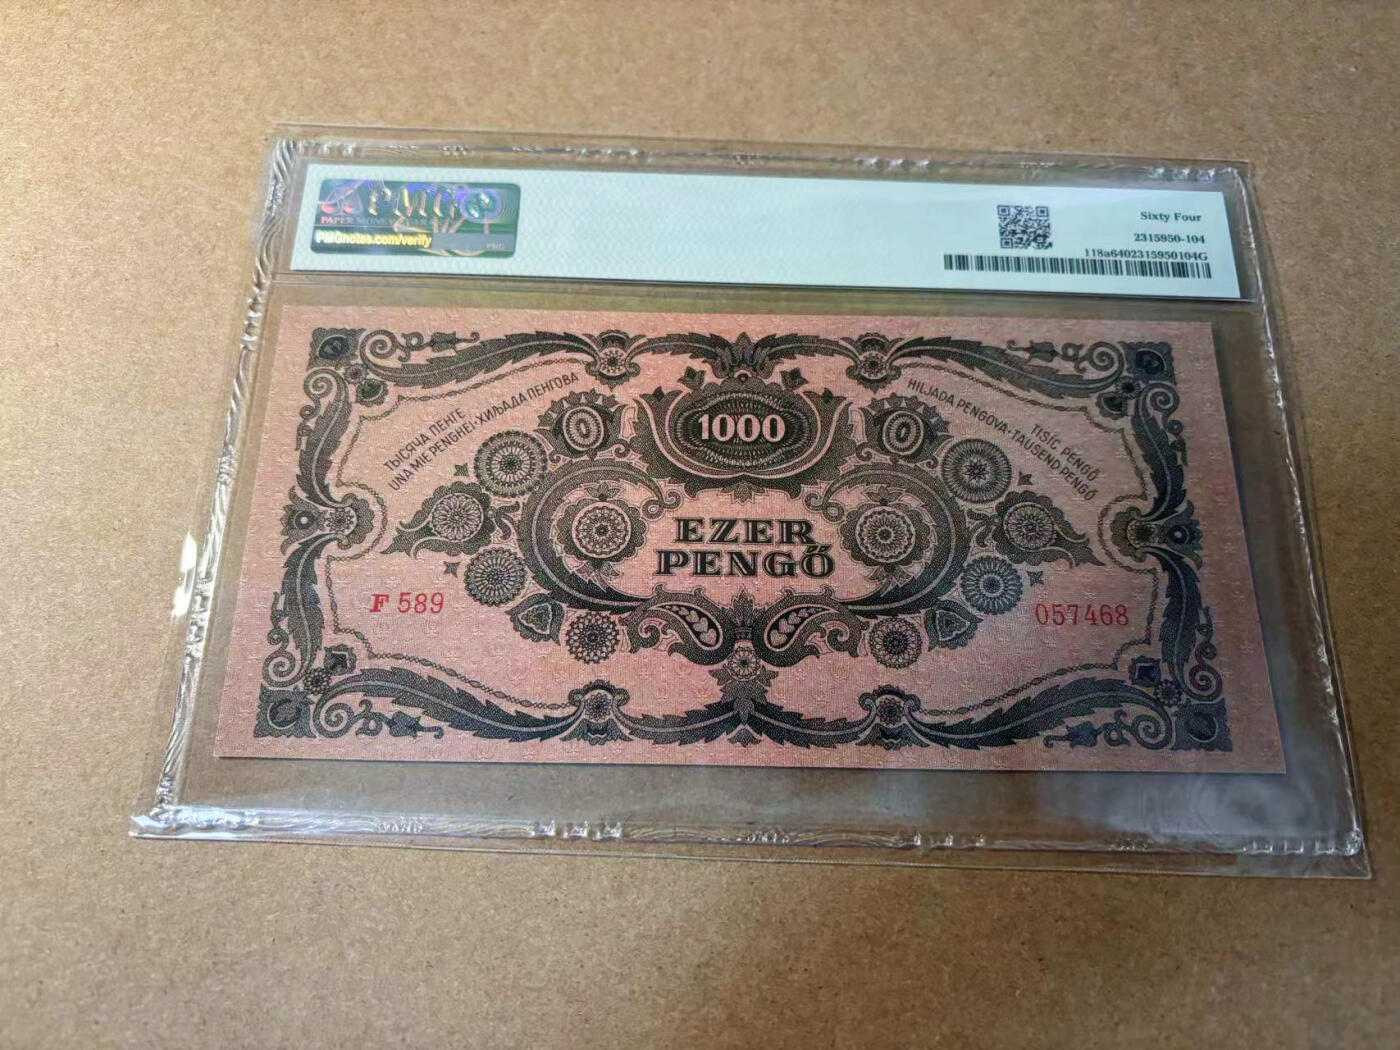 PMG
PAPER MONEY GUARANTY
PMGnotes.com/verify
PMG
Sixty Four
2315950-104
118a6402315950104G
ТЫСЯЧА ПЕНГЕ
UNA MIE PENGHEI · ХИЉАДА ПЕНГОВА
HILJADA PENGOVA · TAUSEND PENGŐ
TISÍC PENGŐ
1000
EZER
PENGŐ
F 589
057468